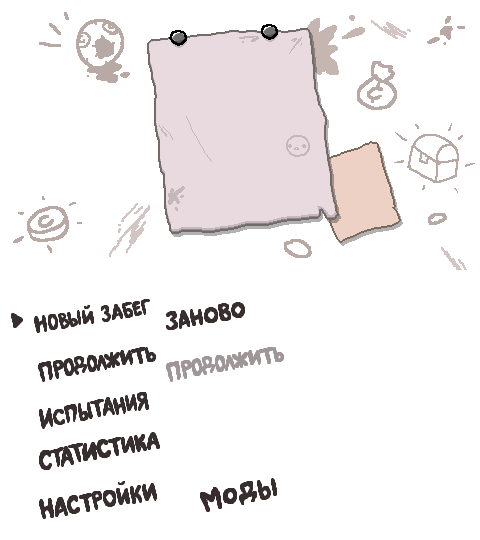 НОВЫЙ ЗАБЕГ
ЗАНОВО
ПРОДОЛЖИТЬ
ПРОДОЛЖИТЬ
ИСПЫТАНИЯ
СТАТИСТИКА
НАСТРОЙКИ
МОДЫ